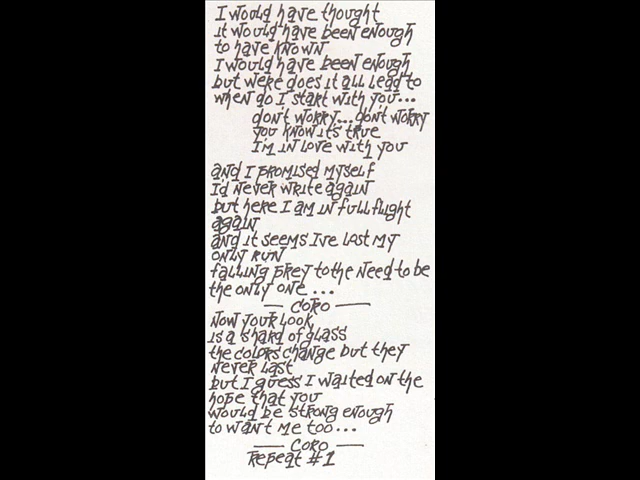 I would have thought
it would have been enough
to have known
I would have been enough
but were does it all lead to
when do I start with you...
don't worry... don't worry
you know it's true
I'm in love with you
and I promised myself
I'd never write again
but here I am in full flight
again
and it seems I've lost my
only run
falling prey to the need to be
the only one ...
— coro —
Now your look
is a shard of glass
the colors change but they
never last
but I guess I waited on the
hope that you
would be strong enough
to want me too...
— coro —
Repeat #1